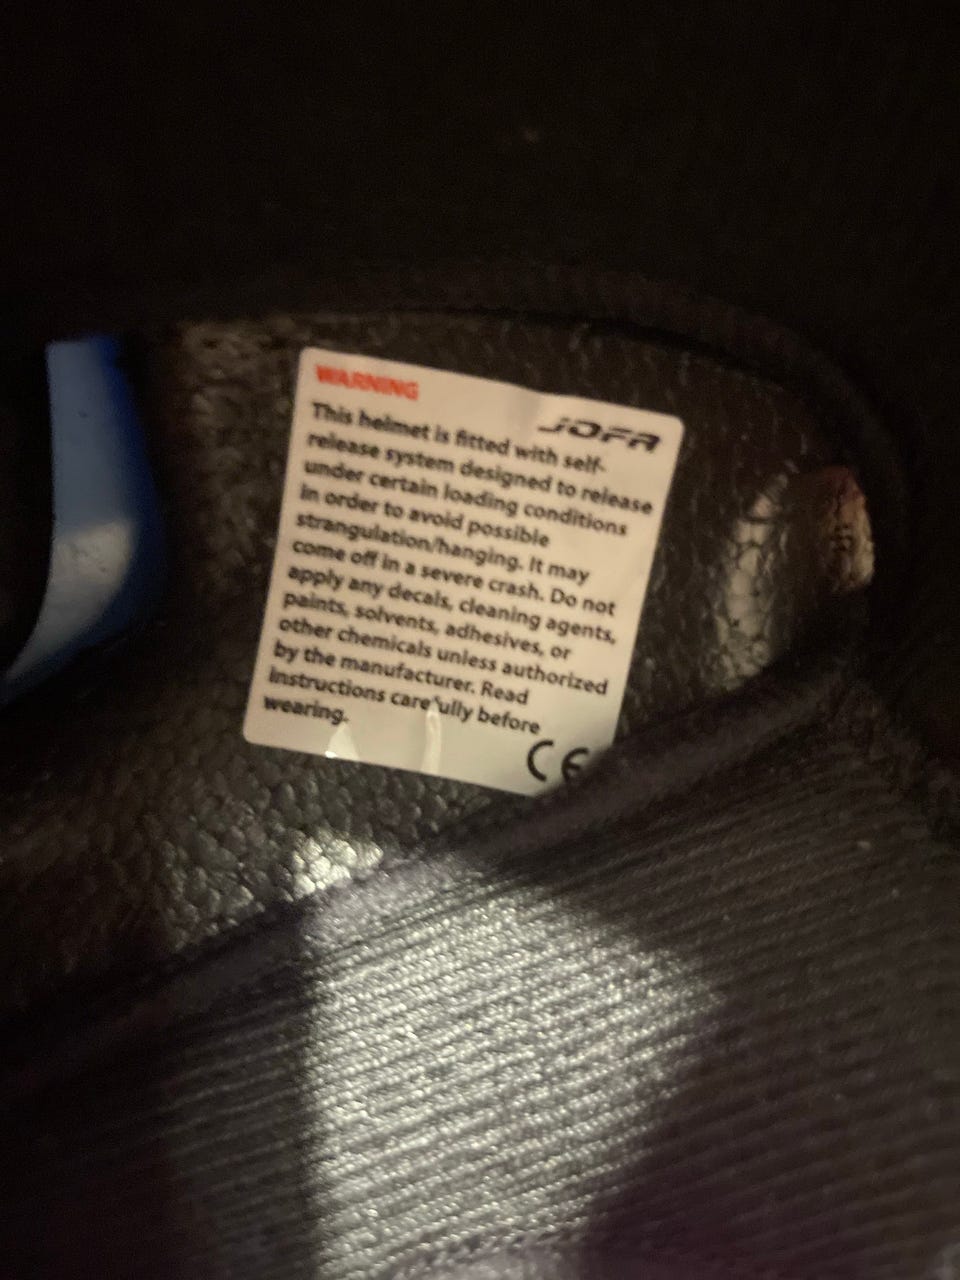 WARNING
JOFA
This helmet is fitted with self-
release system designed to release
under certain loading conditions
in order to avoid possible
strangulation/hanging. It may
come off in a severe crash. Do not
apply any decals, cleaning agents,
paints, solvents, adhesives, or
other chemicals unless authorized
by the manufacturer. Read
instructions carefully before
wearing.
CE